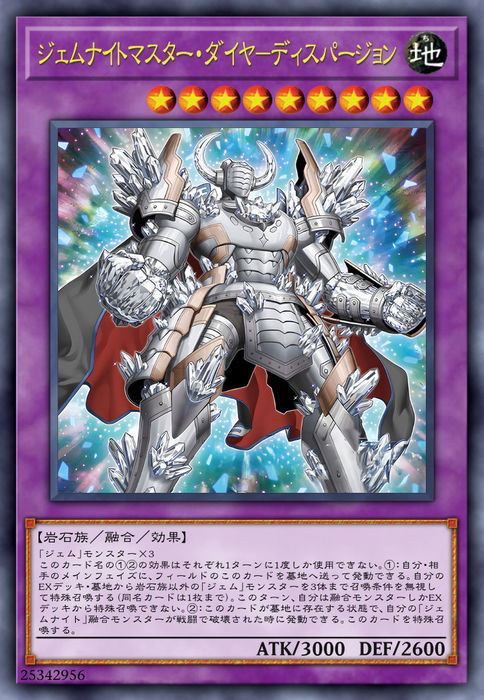 ジェムナイトマスター・ダイヤーディスパージョン
ち
地
【岩石族／融合／効果】
「ジェム」モンスター×3
このカード名の①②の効果はそれぞれ1ターンに1度しか使用できない。①：自分・相
手のメインフェイズに、フィールドのこのカードを墓地へ送って発動できる。自分の
EXデッキ・墓地から岩石族以外の「ジェム」モンスターを3体まで召喚条件を無視し
て特殊召喚する（同名カードは1枚まで）。このターン、自分は融合モンスターしかEX
デッキから特殊召喚できない。②：このカードが墓地に存在する状態で、自分の「ジェ
ムナイト」融合モンスターが戦闘で破壊された時に発動できる。このカードを特殊召
喚する。
ATK/3000 DEF/2600
25342956